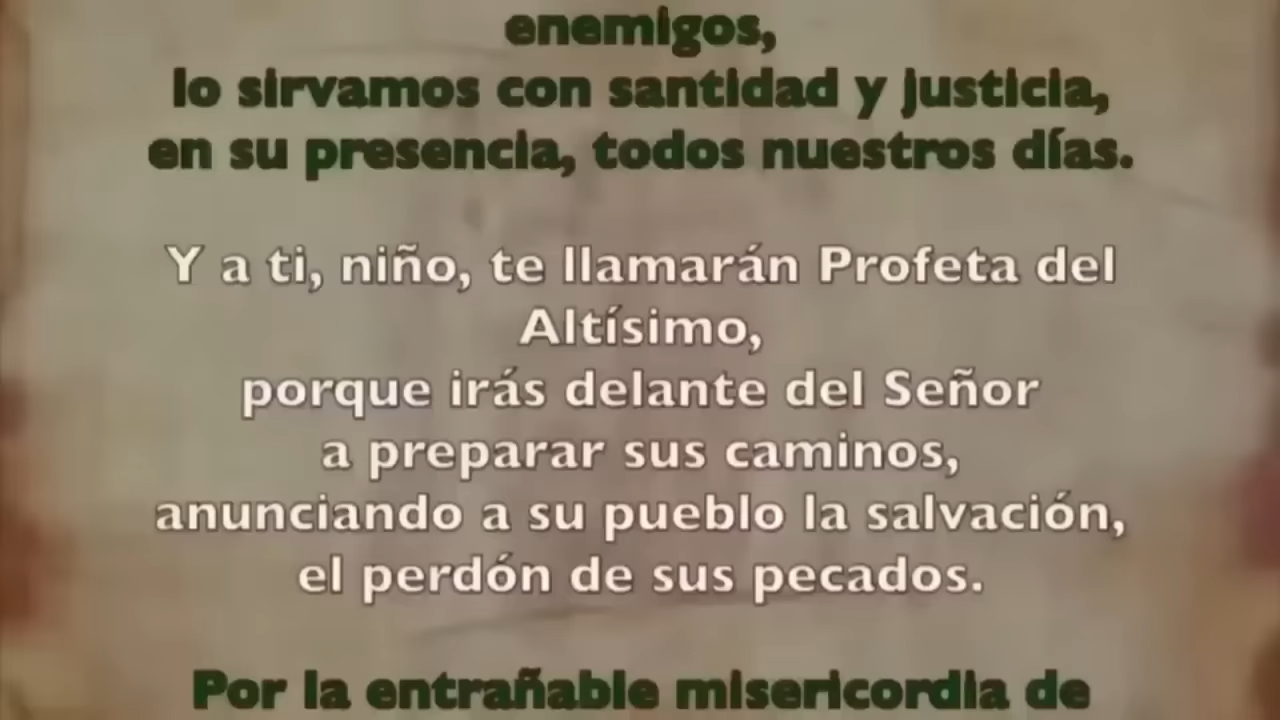 enemigos,
lo sirvamos con santidad y justicia,
en su presencia, todos nuestros días.
Y a ti, niño, te llamarán Profeta del
Altísimo,
porque irás delante del Señor
a preparar sus caminos,
anunciando a su pueblo la salvación,
el perdón de sus pecados.
Por la entrañable misericordia de